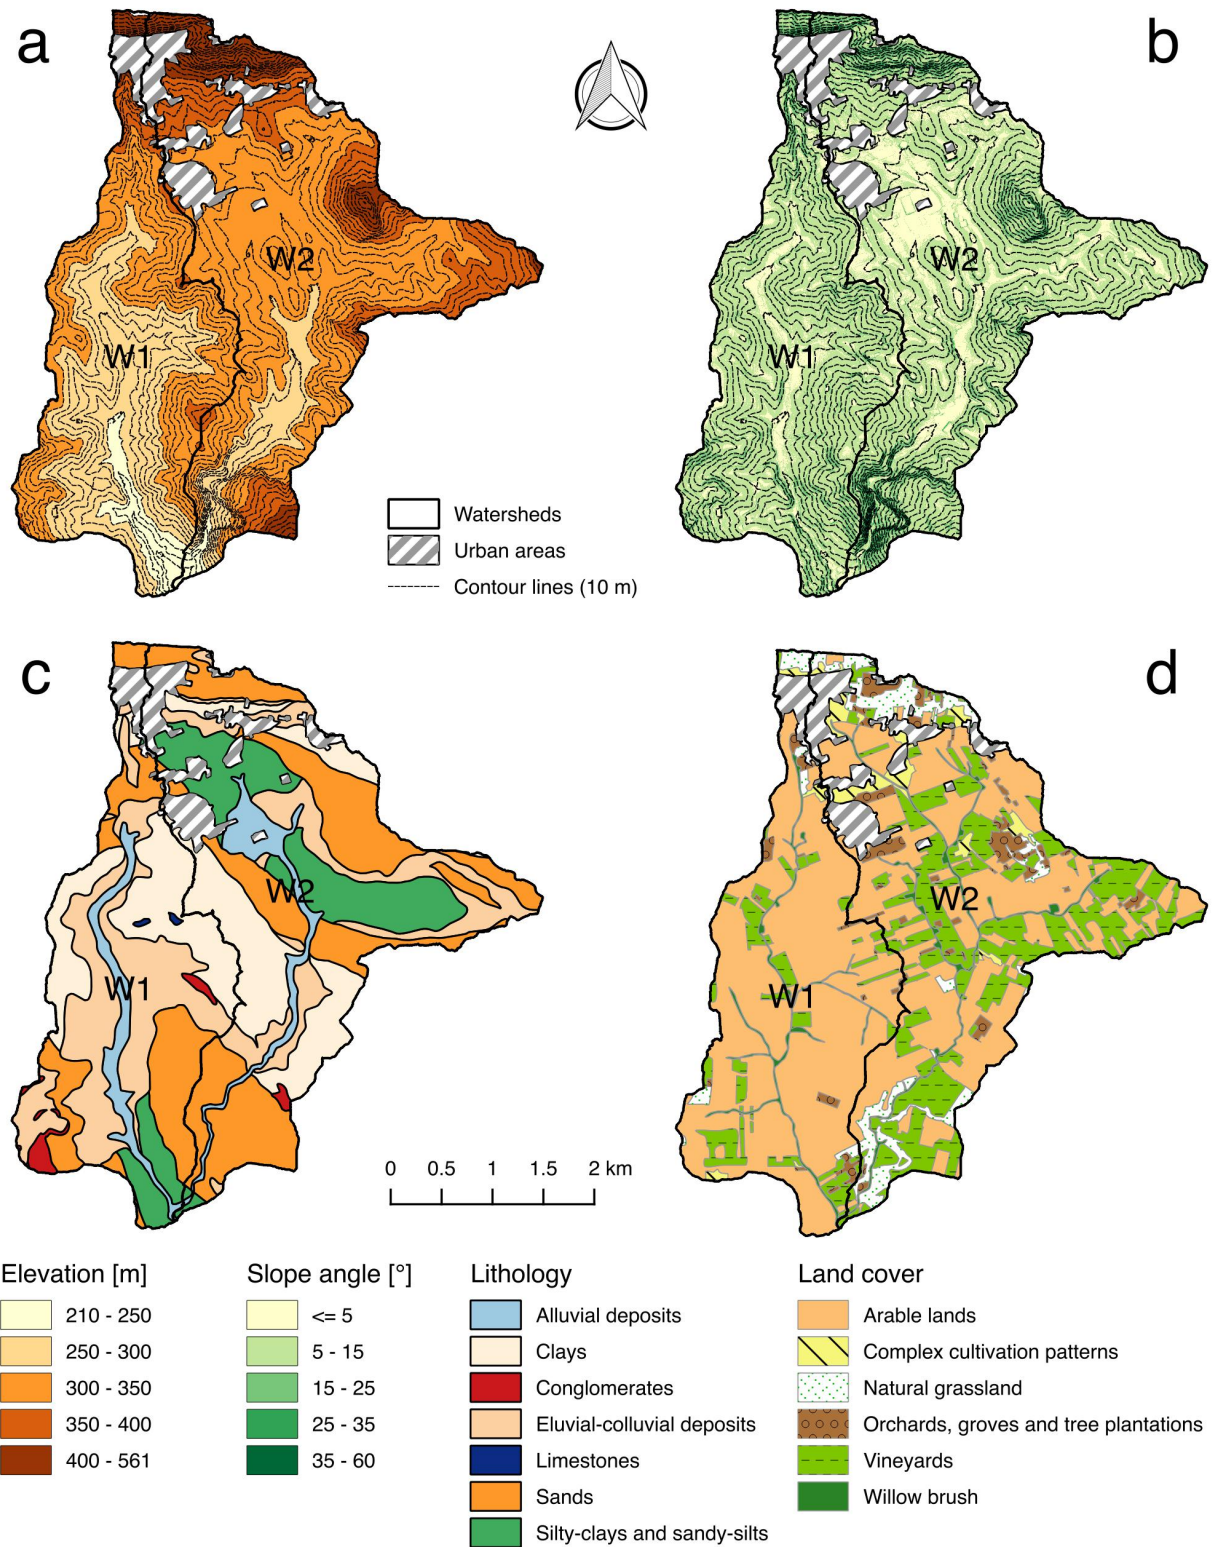 a
b
W2
W1
W2
W1
Watersheds
Urban areas
Contour lines (10 m)
c
d
W2
W1
W2
W1
0 0.5 1 1.5 2 km
Elevation [m]
210 - 250
250 - 300
300 - 350
350 - 400
400 - 561
Slope angle [°]
<= 5
5 - 15
15 - 25
25 - 35
35 - 60
Lithology
Alluvial deposits
Clays
Conglomerates
Eluvial-colluvial deposits
Limestones
Sands
Silty-clays and sandy-silts
Land cover
Arable lands
Complex cultivation patterns
Natural grassland
Orchards, groves and tree plantations
Vineyards
Willow brush